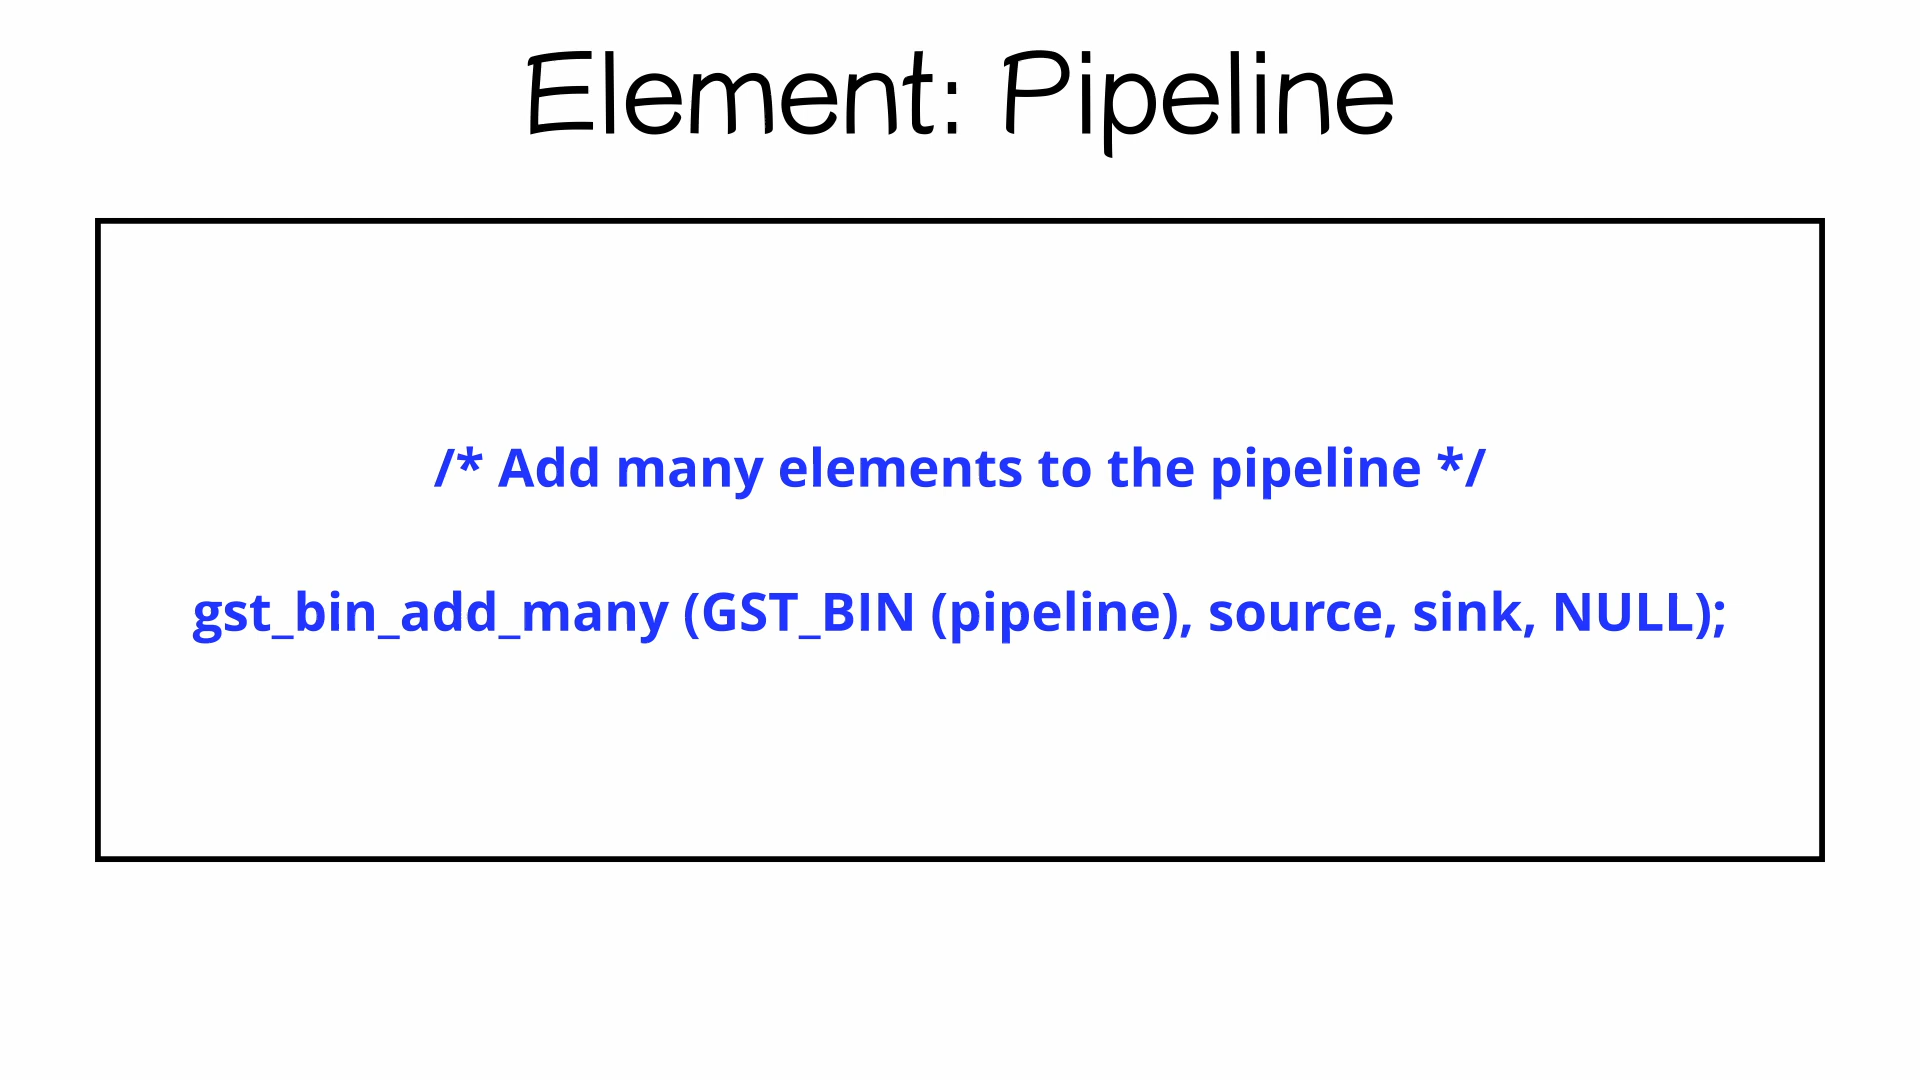 Element: Pipeline
/* Add many elements to the pipeline */
gst_bin_add_many (GST_BIN (pipeline), source, sink, NULL);